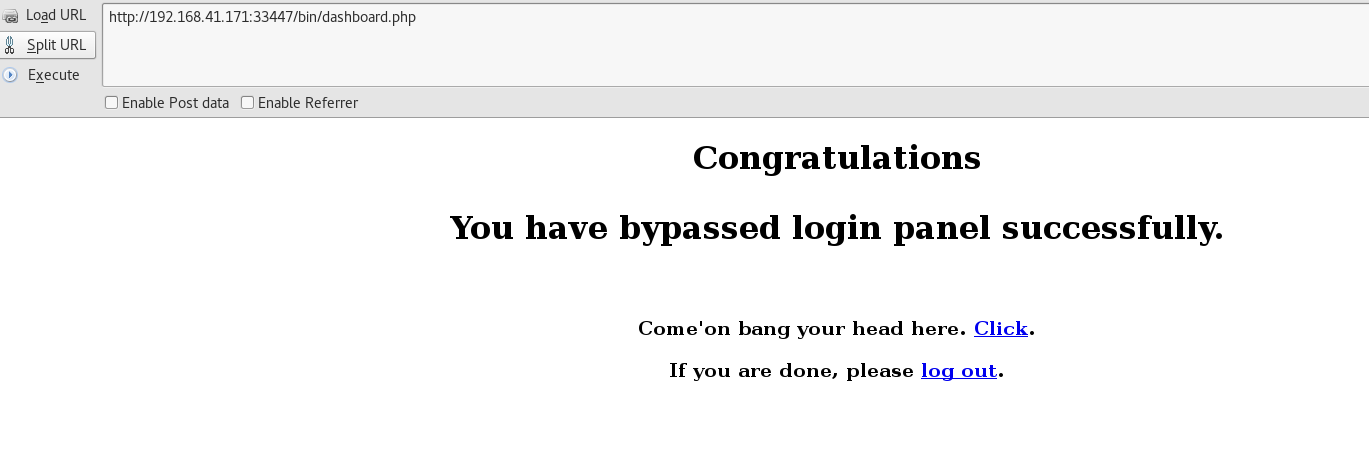 Load URL
http://192.168.41.171:33447/bin/dashboard.php
Split URL
Execute
Enable Post data Enable Referrer
Congratulations
You have bypassed login panel successfully.
Come'on bang your head here. Click.
If you are done, please log out.